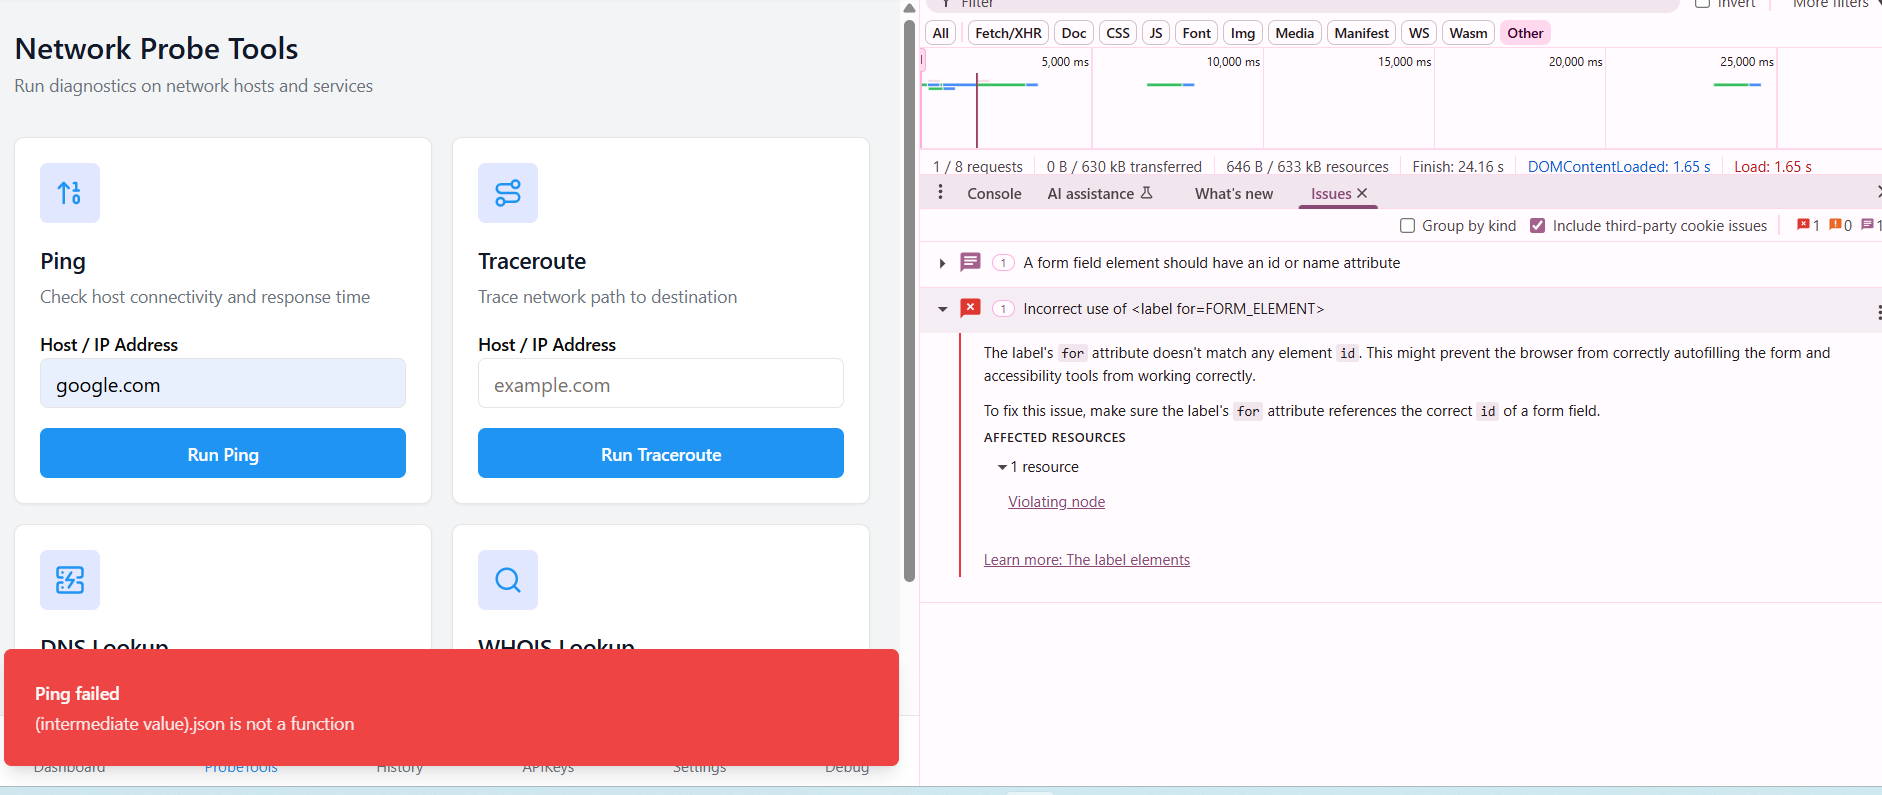 Network Probe Tools
Run diagnostics on network hosts and services
Ping
Check host connectivity and response time
Host / IP Address
google.com
Run Ping
Traceroute
Trace network path to destination
Host / IP Address
example.com
Run Traceroute
DNS Lookup
WHOIS Lookup
Ping failed
(intermediate value).json is not a function
Dashboard ProbeTools History APIKeys Settings Debug
Filter Invert More filters
All Fetch/XHR Doc CSS JS Font Img Media Manifest WS Wasm Other
5,000 ms 10,000 ms 15,000 ms 20,000 ms 25,000 ms
1 / 8 requests 0 B / 630 kB transferred 646 B / 633 kB resources Finish: 24.16 s DOMContentLoaded: 1.65 s Load: 1.65 s
Console AI assistance What's new Issues
Group by kind Include third-party cookie issues 1 0 1
1 A form field element should have an id or name attribute
1 Incorrect use of <label for=FORM_ELEMENT>
The label's for attribute doesn't match any element id. This might prevent the browser from correctly autofilling the form and
accessibility tools from working correctly.
To fix this issue, make sure the label's for attribute references the correct id of a form field.
AFFECTED RESOURCES
1 resource
Violating node
Learn more: The label elements